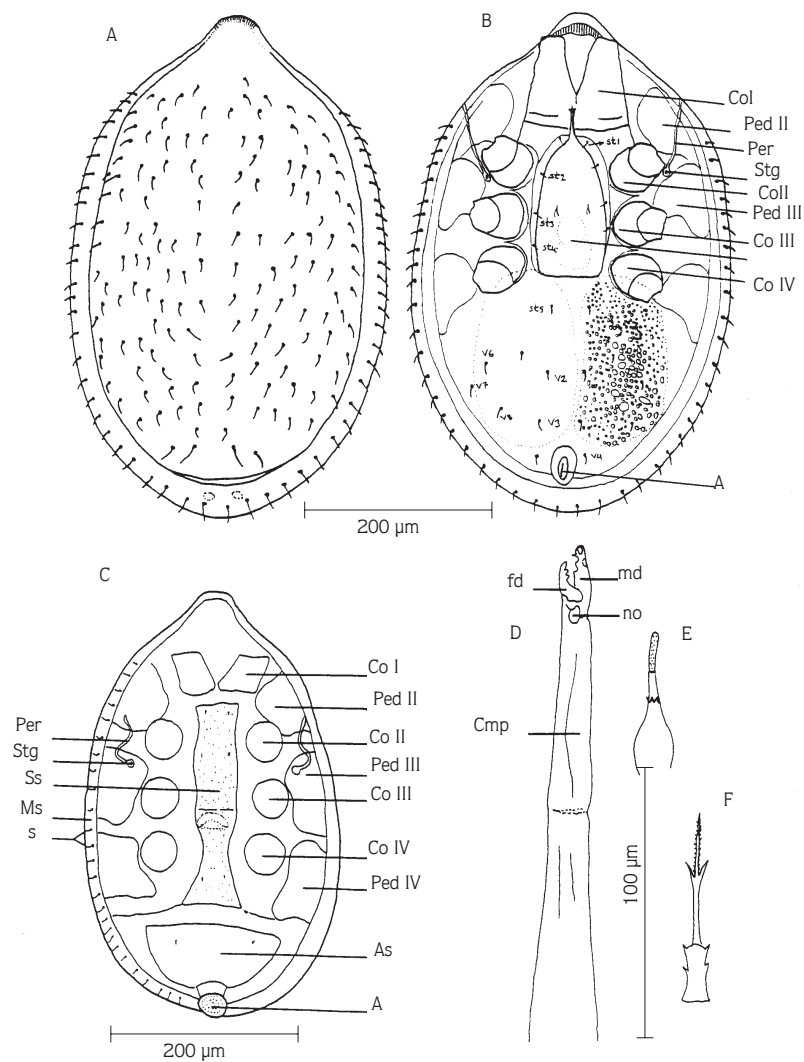 A
B
CoI
Ped II
Per
Stg
CoII
Ped III
Co III
Co IV
st1
st2
st3
st4
st5
v6
v7
v2
v8
v3
v4
A
200 µm
C
Co I
Ped II
Per
Co II
Stg
Ped III
Ss
Co III
Ms
s
Co IV
Ped IV
As
A
200 µm
fd
md
no
D
E
Cmp
F
100 µm